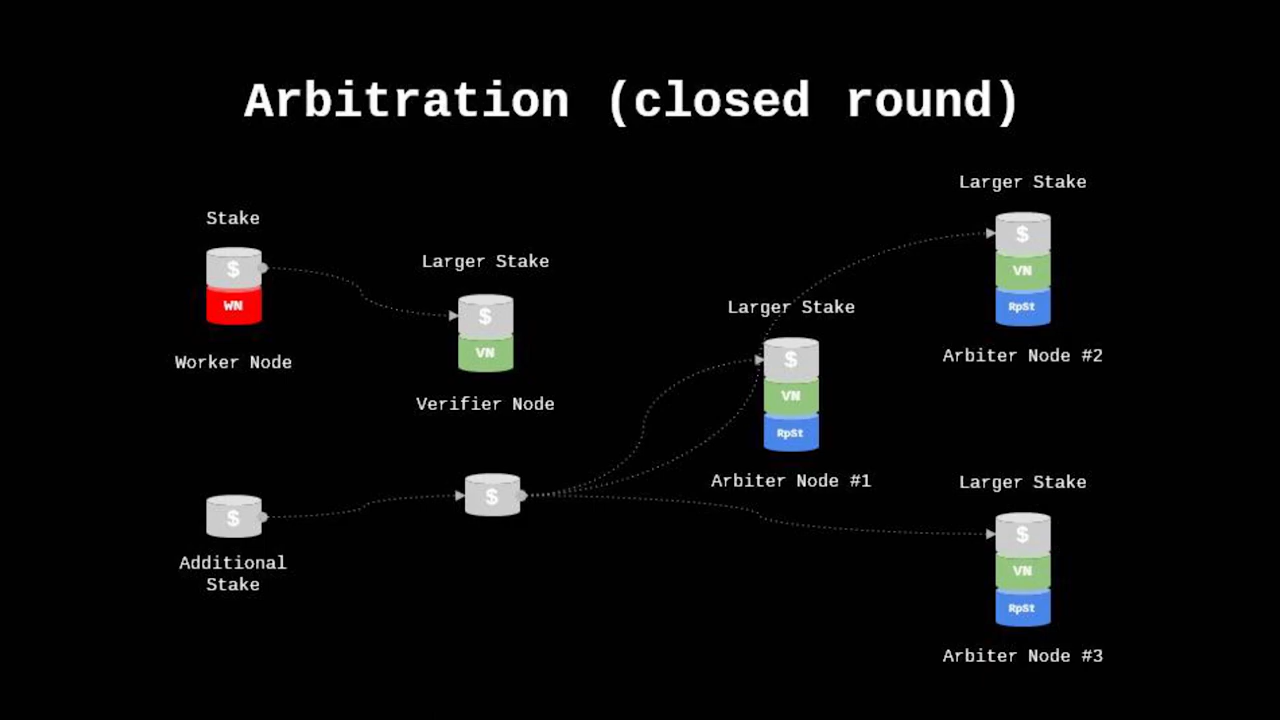 Arbitration (closed round)
Stake
$
WN
Worker Node
Larger Stake
$
VN
Verifier Node
Additional
Stake
$
$
Larger Stake
$
VN
RpSt
Arbiter Node #1
Larger Stake
$
VN
RpSt
Arbiter Node #2
Larger Stake
$
VN
RpSt
Arbiter Node #3